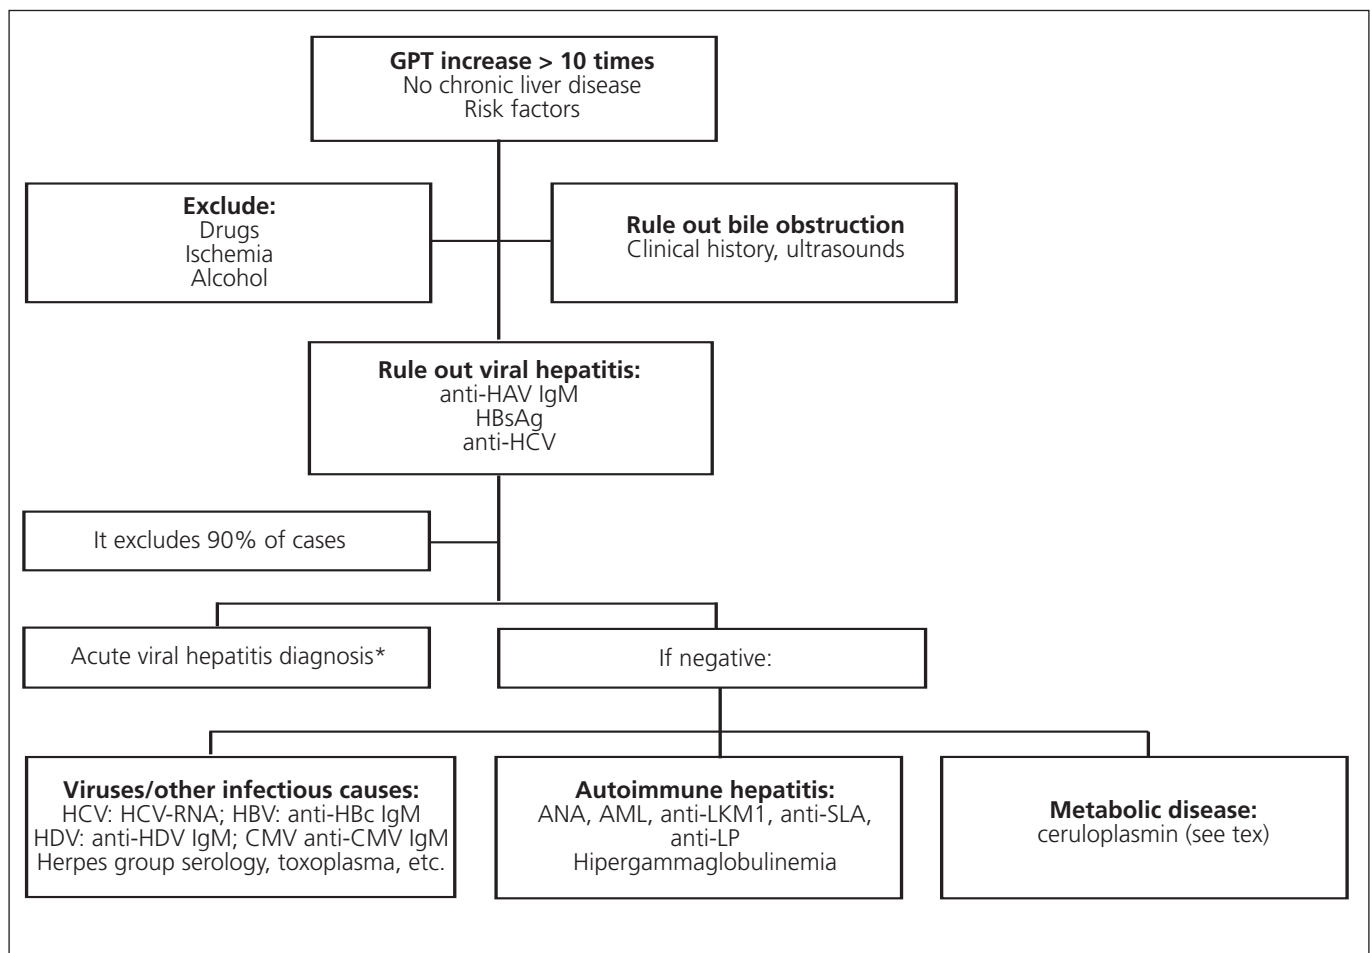 GPT increase > 10 times
No chronic liver disease
Risk factors
Exclude:
Drugs
Ischemia
Alcohol
Rule out bile obstruction
Clinical history, ultrasounds
Rule out viral hepatitis:
anti-HAV IgM
HBsAg
anti-HCV
It excludes 90% of cases
Acute viral hepatitis diagnosis*
If negative:
Viruses/other infectious causes:
HCV: HCV-RNA; HBV: anti-HBc IgM
HDV: anti-HDV IgM; CMV anti-CMV IgM
Herpes group serology, toxoplasma, etc.
Autoimmune hepatitis:
ANA, AML, anti-LKM1, anti-SLA,
anti-LP
Hipergammaglobulinemia
Metabolic disease:
ceruloplasmin (see tex)